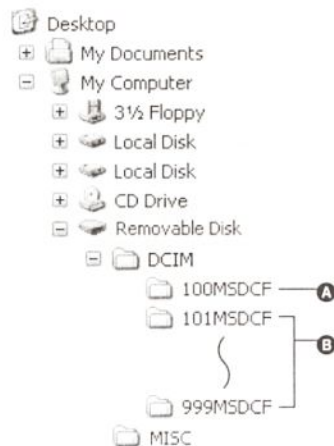 Desktop
My Documents
My Computer
3½ Floppy
Local Disk
Local Disk
CD Drive
Removable Disk
DCIM
100MSDCF A
101MSDCF
B
999MSDCF
MISC